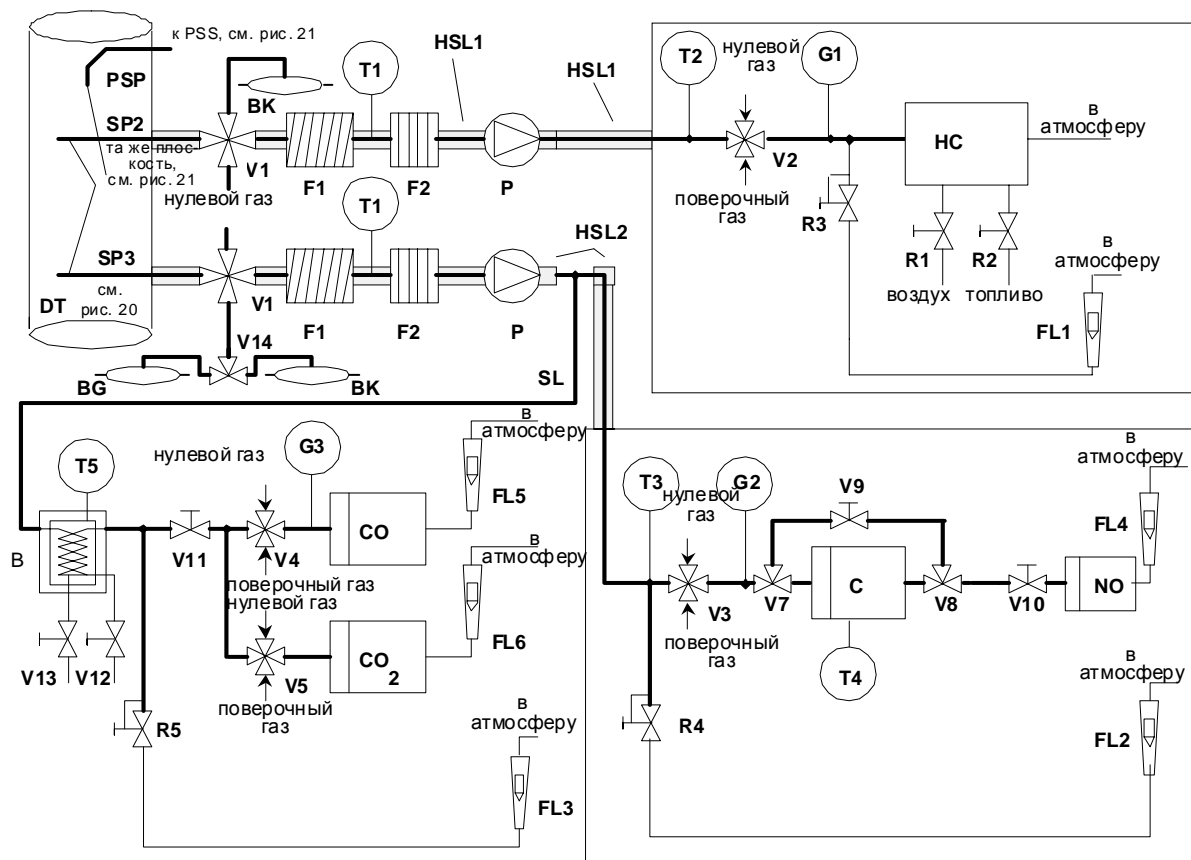 к PSS, см. рис. 21
PSP
BK
SP2
та же плос-
кость,
см. рис. 21
V1
нулевой газ
T1
F1
F2
HSL1
P
HSL1
T2
нулевой
газ
G1
V2
поверочный
газ
HC
в
атмосферу
R3
R1
воздух
R2
топливо
в
атмосферу
FL1
SP3
см.
рис. 20
DT
V1
T1
F1
F2
P
HSL2
V14
BG
BK
SL
T5
B
V13
V12
нулевой газ
G3
V11
V4
CO
в
атмосферу
FL5
поверочный газ
нулевой газ
V5
CO
2
атмосферу
FL6
поверочный
газ
R5
в
атмосферу
FL3
T3
нулевой
газ
G2
V9
V3
поверочный
газ
V7
C
V8
V10
NO
в
атмосферу
FL4
T4
R4
в
атмосферу
FL2